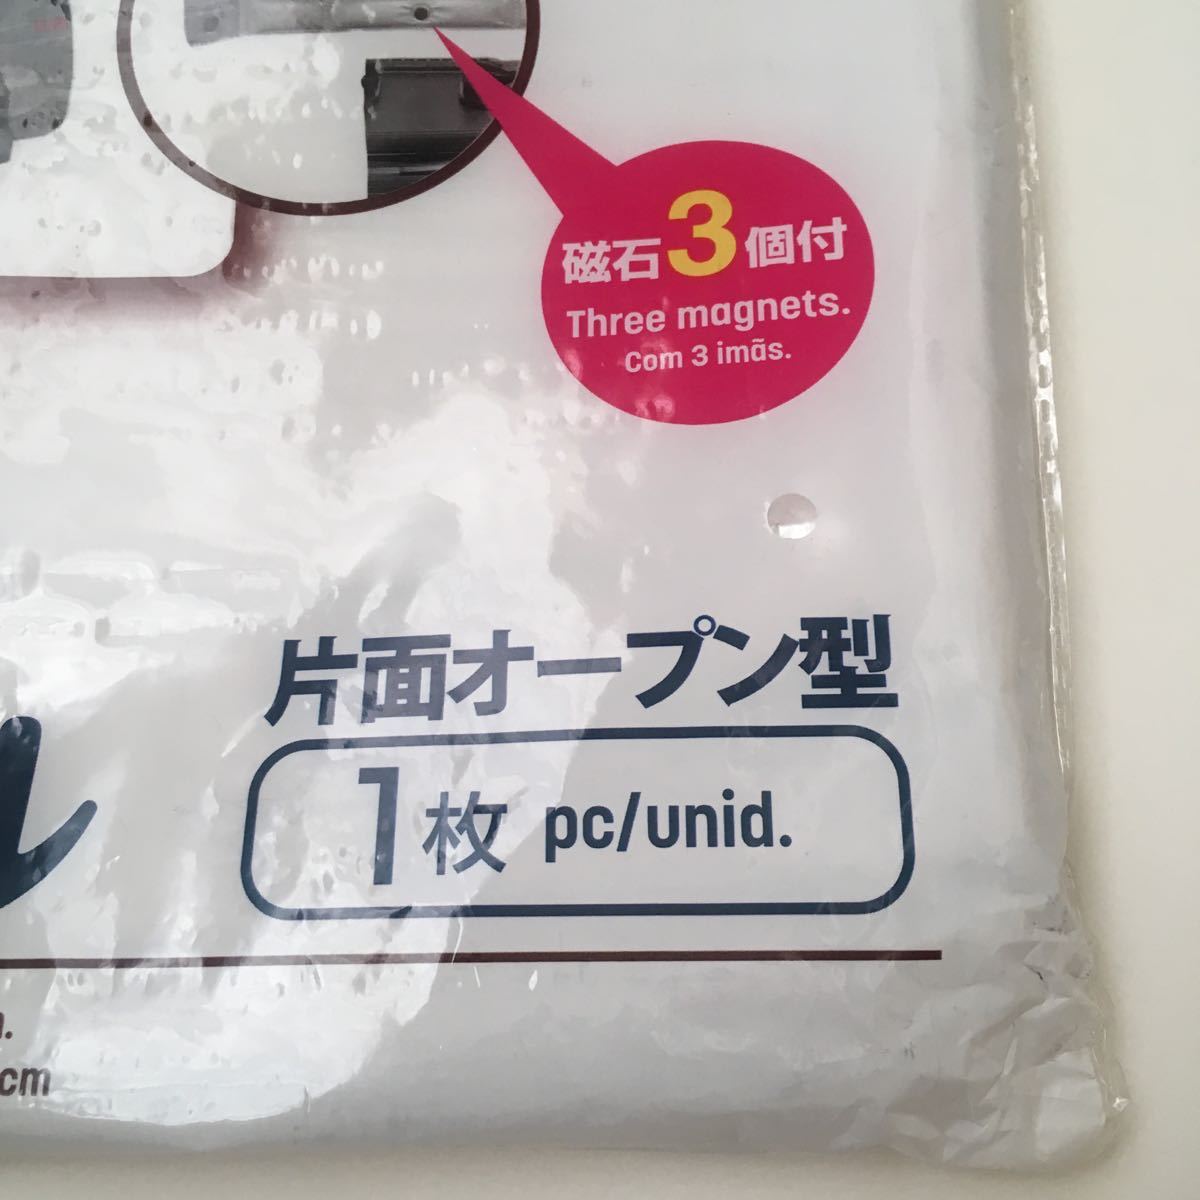 磁石3個付
Three magnets.
Com 3 imãs.
片面オープン型
1枚 pc/unid.
cm